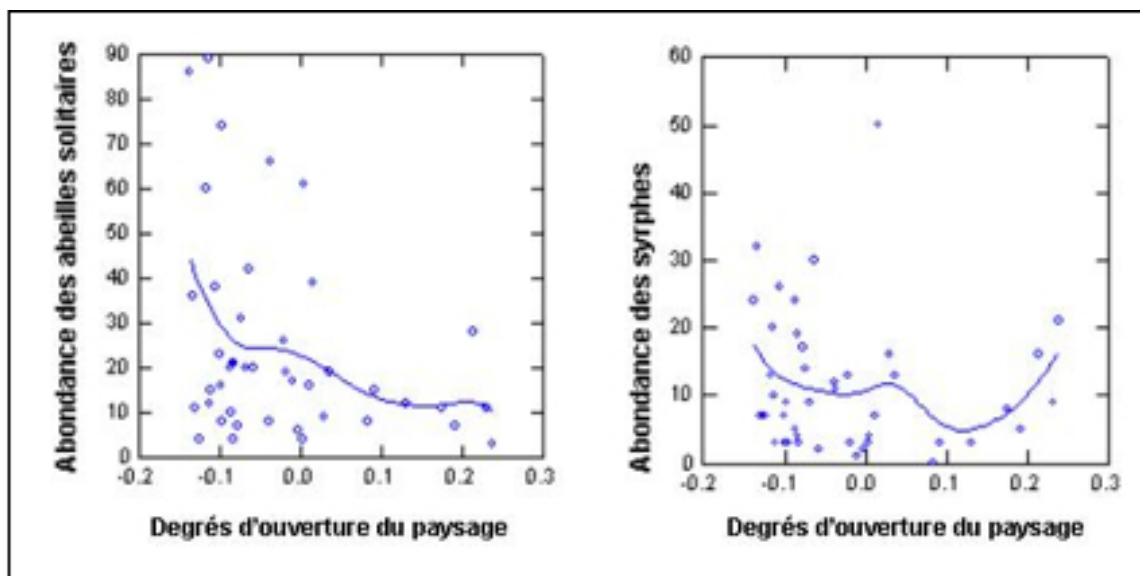 Abondance des abeilles solitaires
90
80
70
60
50
40
30
20
10
0
-0.2 -0.1 0.0 0.1 0.2 0.3
Degrés d'ouverture du paysage
Abondance des syrphes
60
50
40
30
20
10
0
-0.2 -0.1 0.0 0.1 0.2 0.3
Degrés d'ouverture du paysage